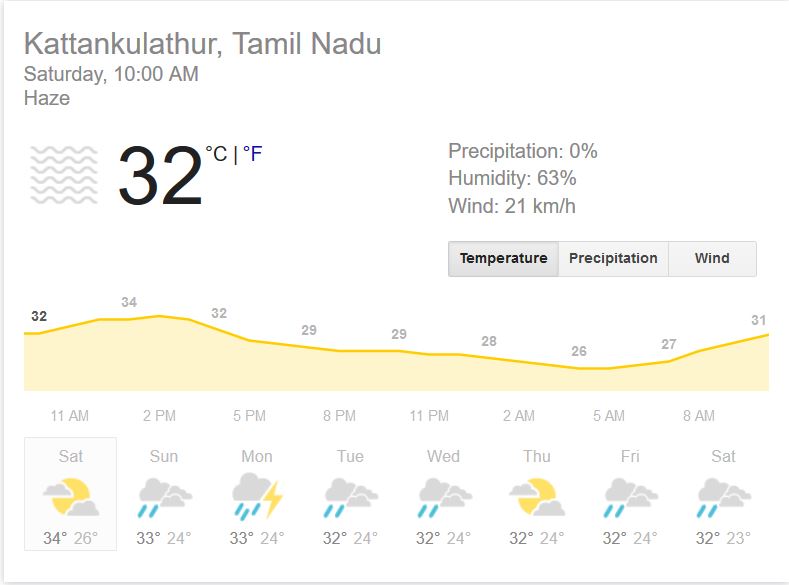 Kattankulathur, Tamil Nadu
Saturday, 10:00 AM
Haze
32 °C | °F
Precipitation: 0%
Humidity: 63%
Wind: 21 km/h
Temperature Precipitation Wind
32 34 32 29 29 28 26 27 31
11 AM 2 PM 5 PM 8 PM 11 PM 2 AM 5 AM 8 AM
Sat Sun Mon Tue Wed Thu Fri Sat
34° 26° 33° 24° 33° 24° 32° 24° 32° 24° 32° 24° 32° 24° 32° 23°